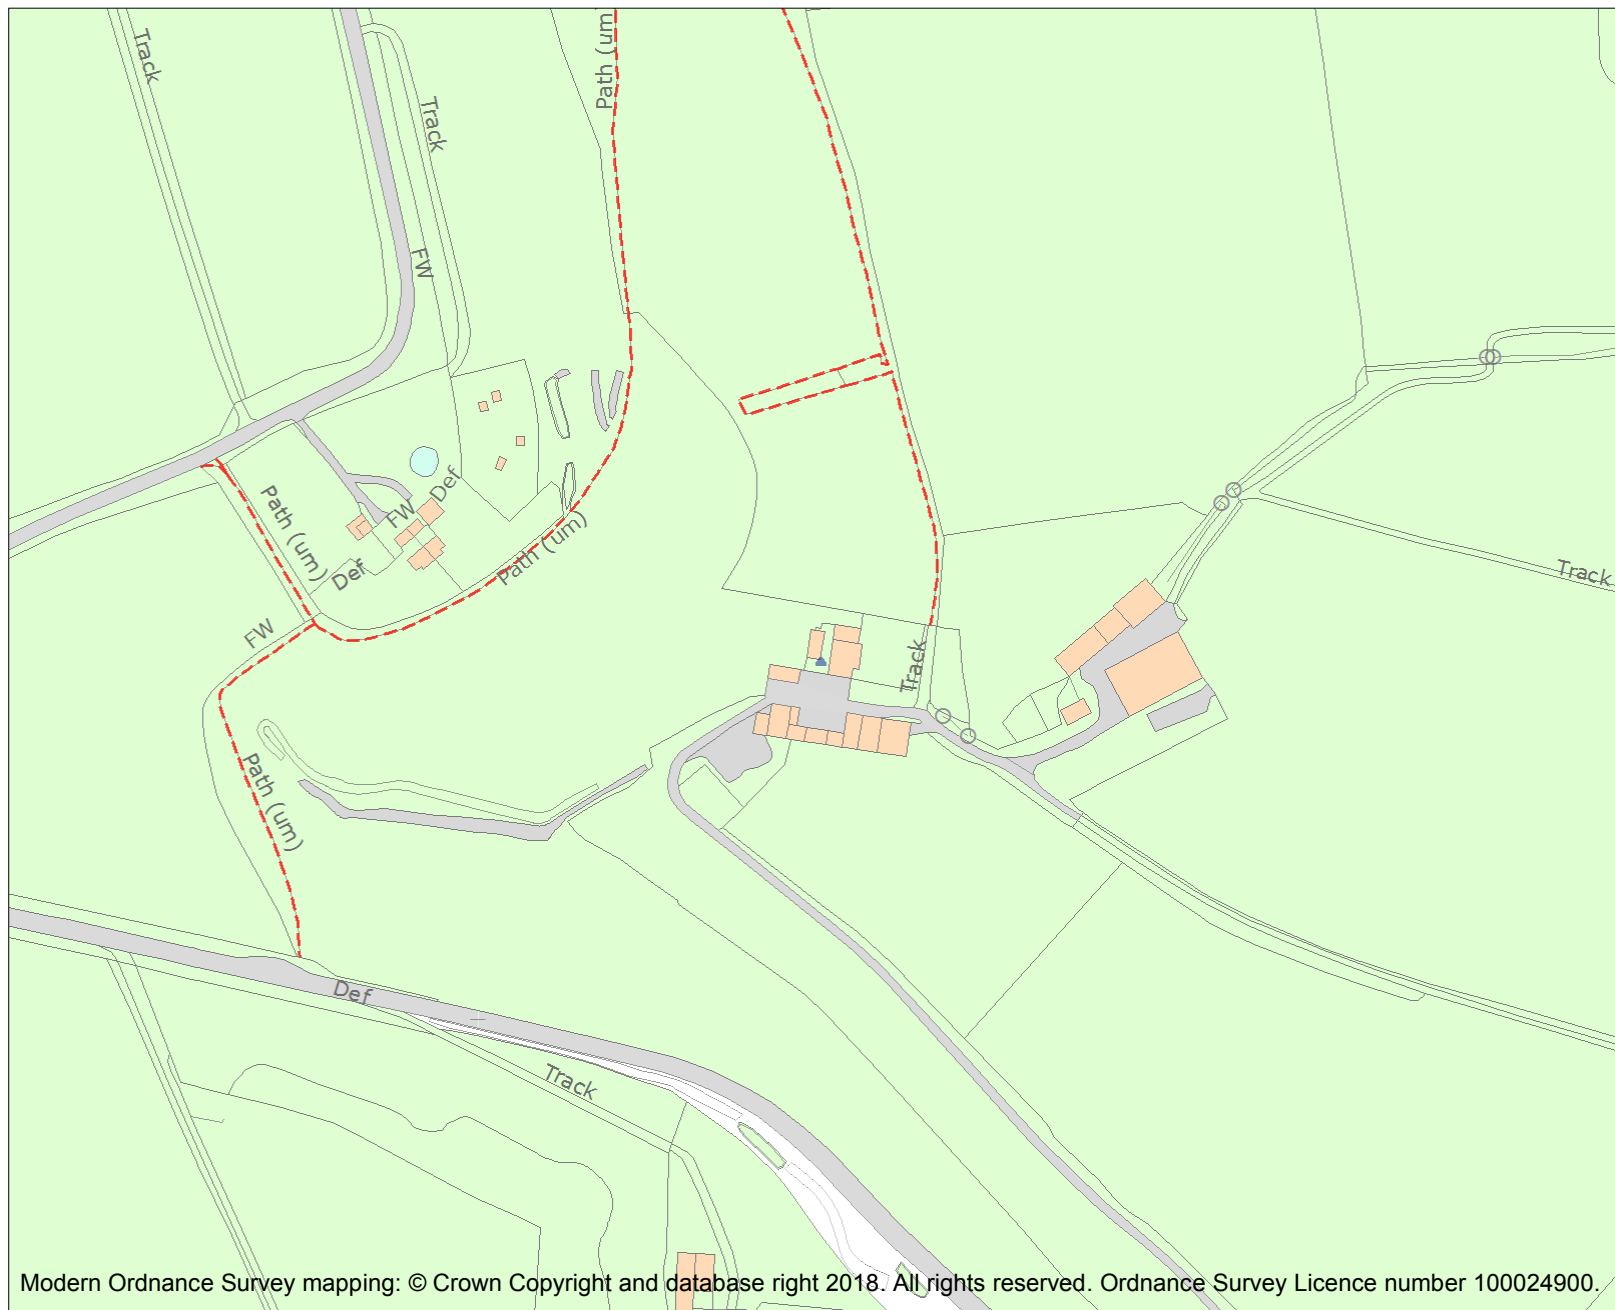 Track
Path (um
Track
FW
Path (um)
Def
FW
Def
Path (um)
FW
Track
Track
Path (um)
Def
Track
Modern Ordnance Survey mapping: © Crown Copyright and database right 2018. All rights reserved. Ordnance Survey Licence number 100024900.